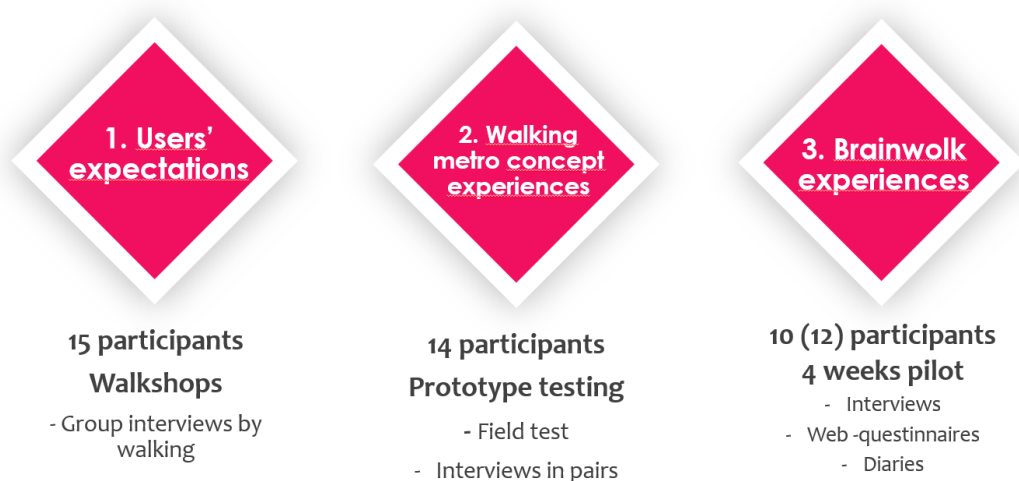 1. Users'
expectations
15 participants
Walkshops
- Group interviews by
walking
2. Walking
metro concept
experiences
14 participants
Prototype testing
- Field test
- Interviews in pairs
3. Brainwolk
experiences
10 (12) participants
4 weeks pilot
- Interviews
- Web -questinnaires
- Diaries